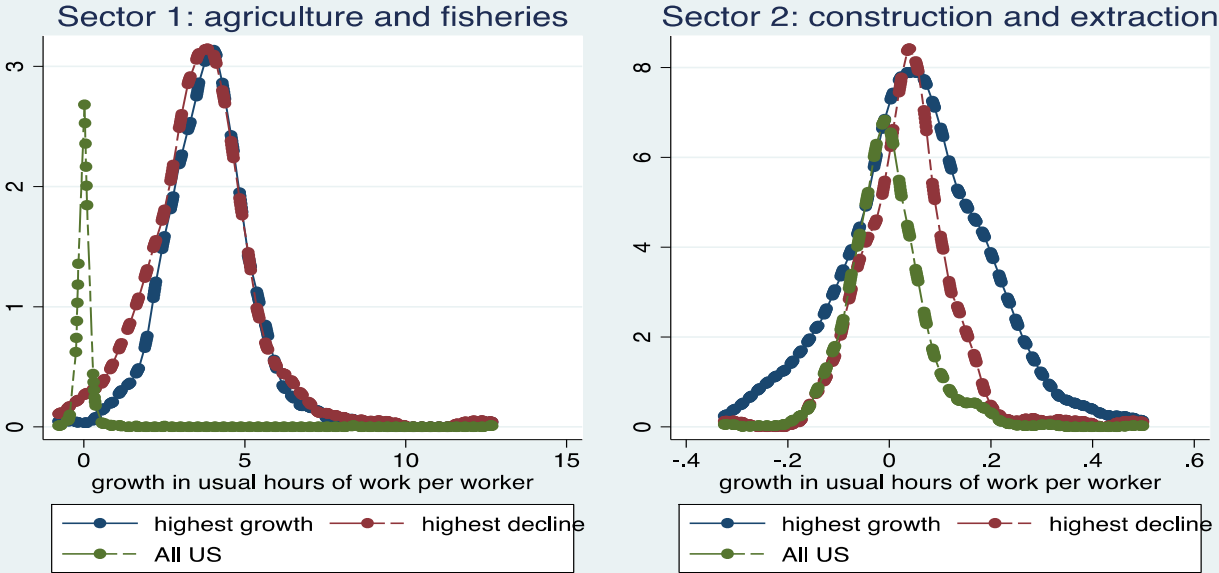 Sector 1: agriculture and fisheries
3
2
1
0
0 5 10 15
growth in usual hours of work per worker
highest growth highest decline
All US
Sector 2: construction and extraction
8
6
4
2
0
-.4 -.2 0 .2 .4 .6
growth in usual hours of work per worker
highest growth highest decline
All US